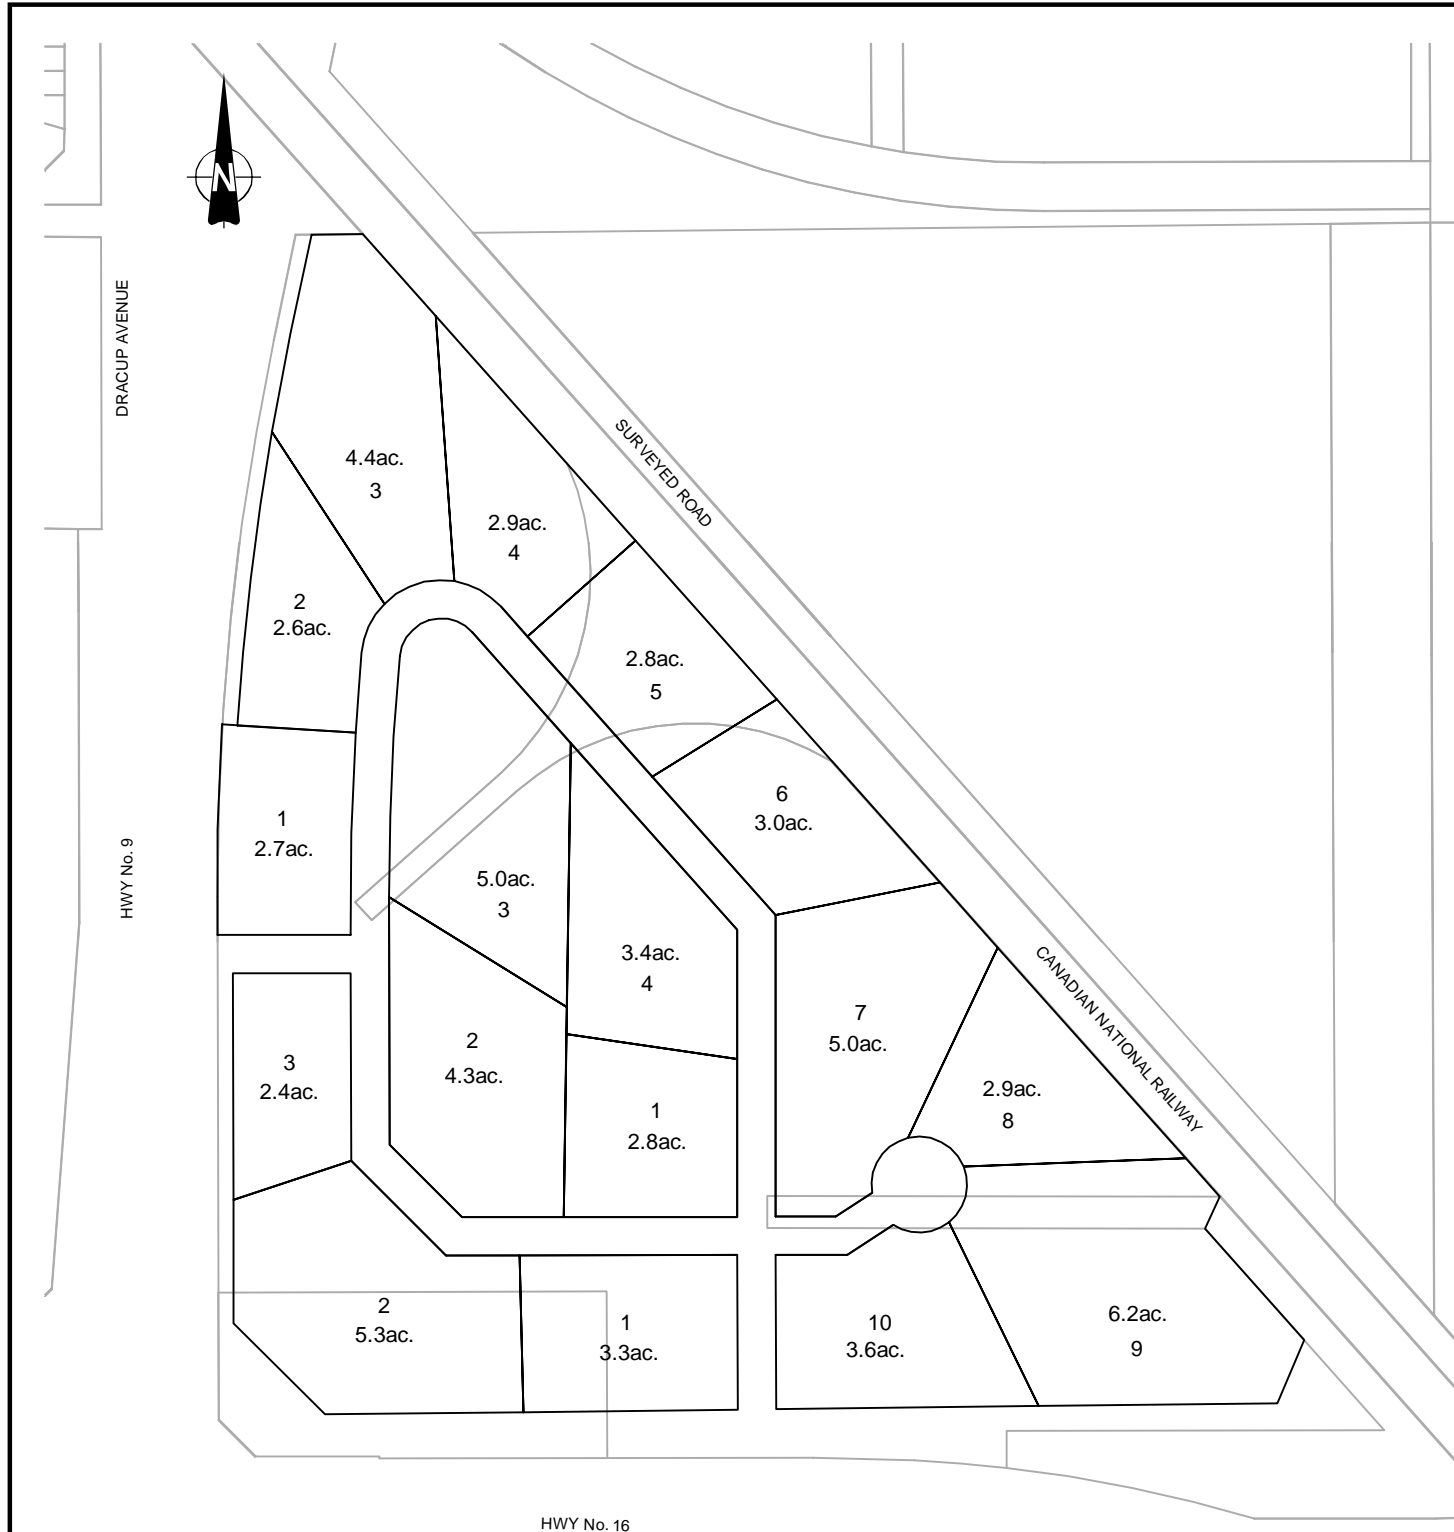 N
DRACUP AVENUE
SURVEYED ROAD
4.4ac.
3
2.9ac.
4
2
2.6ac.
2.8ac.
5
6
3.0ac.
1
2.7ac.
HWY No. 9
5.0ac.
3
3.4ac.
4
CANADIAN NATIONAL RAILWAY
7
5.0ac.
2
4.3ac.
3
2.4ac.
2.9ac.
8
1
2.8ac.
2
5.3ac.
1
3.3ac.
10
3.6ac.
6.2ac.
9
HWY No. 16